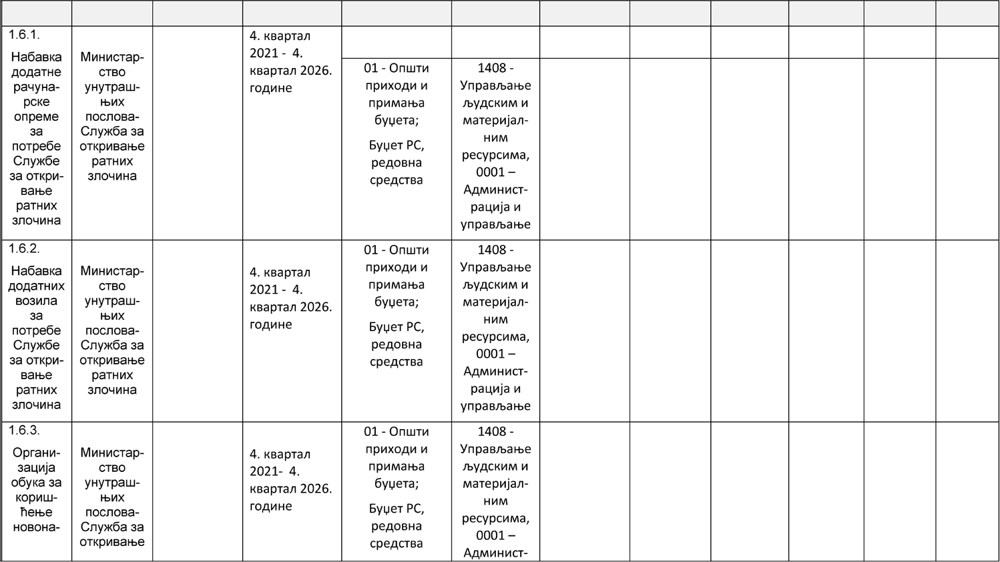 1.6.1.
Набавка
додатне
рачуна-
рске
опреме
за
потребе
Службе
за откри-
вање
ратних
злочина
Министар-
ство
унутраш-
њих
послова-
Служба за
откривање
ратних
злочина
4. квартал
2021 - 4.
квартал 2026.
године
01 - Општи
приходи и
примања
буџета;
Буџет РС,
редовна
средства
1408 -
Управљање
људским и
материјал-
ним
ресурсима,
0001 –
Админист-
рација и
управљање
1.6.2.
Набавка
додатних
возила
за
потребе
Службе
за откри-
вање
ратних
злочина
Министар-
ство
унутраш-
њих
послова-
Служба за
откривање
ратних
злочина
4. квартал
2021 - 4.
квартал 2026.
године
01 - Општи
приходи и
примања
буџета;
Буџет РС,
редовна
средства
1408 -
Управљање
људским и
материјал-
ним
ресурсима,
0001 –
Админист-
рација и
управљање
1.6.3.
Органи-
зација
обука за
кориш-
ћење
новона-
Министар-
ство
унутраш-
њих
послова-
Служба за
откривање
4. квартал
2021- 4.
квартал 2026.
године
01 - Општи
приходи и
примања
буџета;
Буџет РС,
редовна
средства
1408 -
Управљање
људским и
материјал-
ним
ресурсима,
0001 –
Админист-